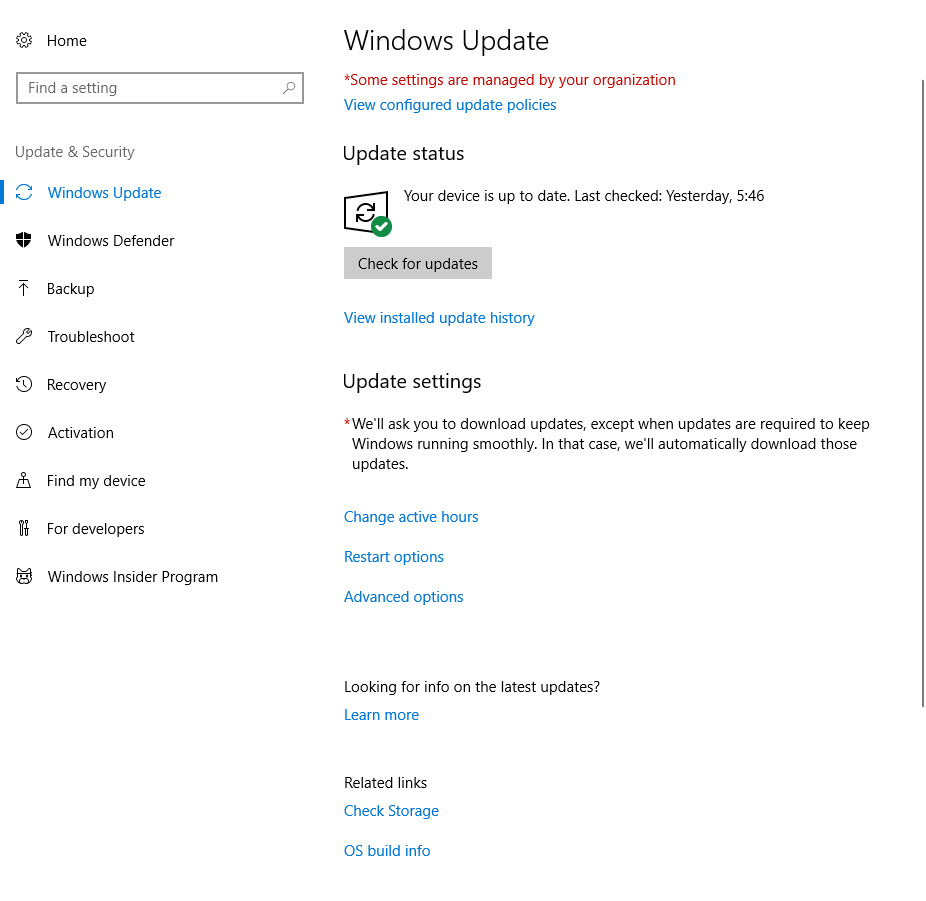 Home
Find a setting
Update & Security
Windows Update
Windows Defender
Backup
Troubleshoot
Recovery
Activation
Find my device
For developers
Windows Insider Program
Windows Update
*Some settings are managed by your organization
View configured update policies
Update status
Your device is up to date. Last checked: Yesterday, 5:46
Check for updates
View installed update history
Update settings
*We'll ask you to download updates, except when updates are required to keep
Windows running smoothly. In that case, we'll automatically download those
updates.
Change active hours
Restart options
Advanced options
Looking for info on the latest updates?
Learn more
Related links
Check Storage
OS build info